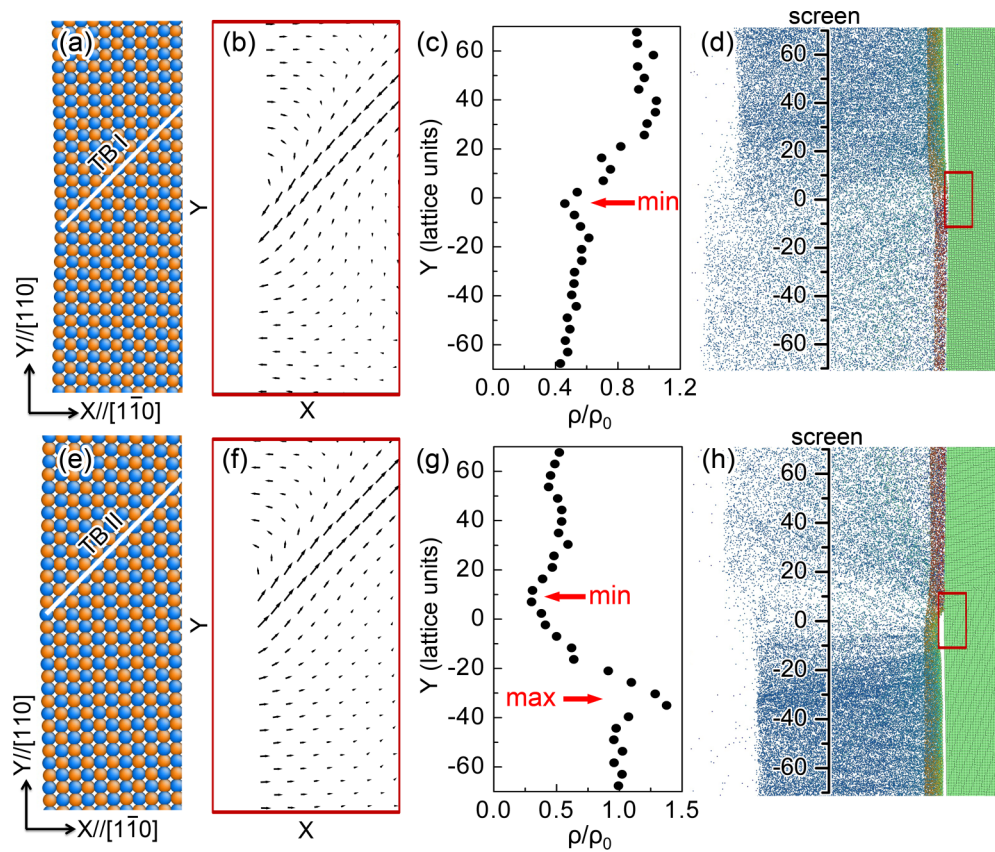 (a)
TB I
Y//[110]
X//[11̄0]
(b)
Y
X
(c)
Y (lattice units)
60
40
20
0
-20
-40
-60
min
0.0 0.4 0.8 1.2
ρ/ρ0
(d)
screen
60
40
20
0
-20
-40
-60
(e)
TB II
Y//[110]
X//[11̄0]
(f)
Y
X
(g)
Y (lattice units)
60
40
20
0
-20
-40
-60
min
max
0.0 0.5 1.0 1.5
ρ/ρ0
(h)
screen
60
40
20
0
-20
-40
-60